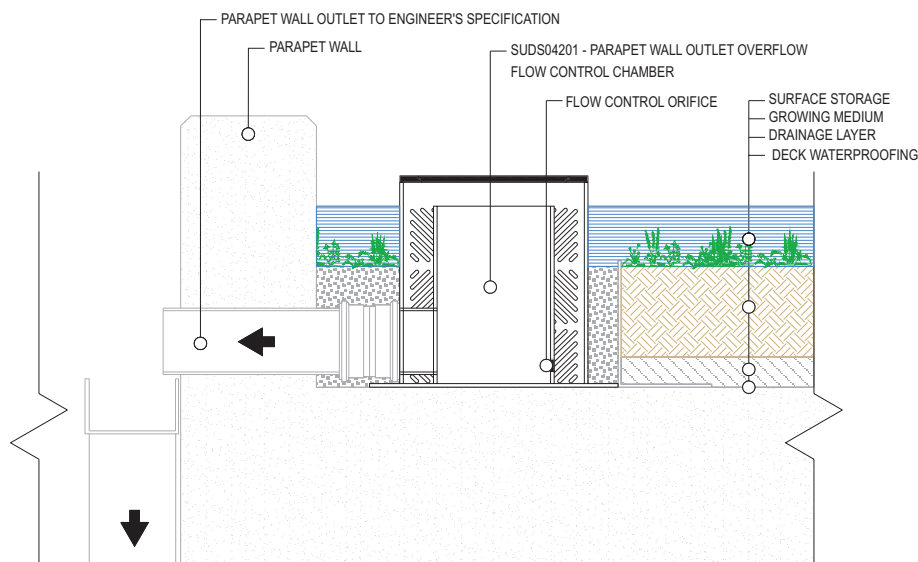 PARAPET WALL OUTLET TO ENGINEER'S SPECIFICATION
PARAPET WALL
SUDS04201 - PARAPET WALL OUTLET OVERFLOW
FLOW CONTROL CHAMBER
FLOW CONTROL ORIFICE
SURFACE STORAGE
GROWING MEDIUM
DRAINAGE LAYER
DECK WATERPROOFING